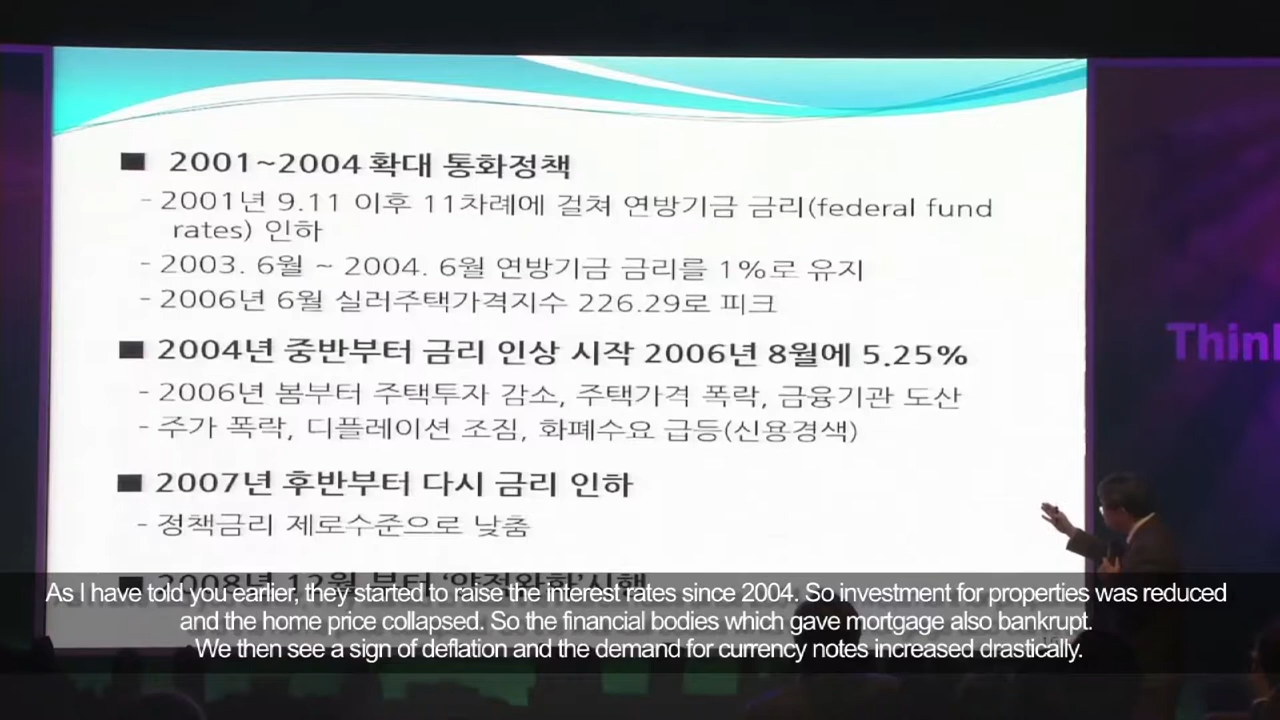 ■ 2001~2004 확대 통화정책
- 2001년 9.11 이후 11차례에 걸쳐 연방기금 금리(federal fund
rates) 인하
- 2003. 6월 ~ 2004. 6월 연방기금 금리를 1%로 유지
- 2006년 6월 실러주택가격지수 226.29로 피크
■ 2004년 중반부터 금리 인상 시작 2006년 8월에 5.25%
- 2006년 봄부터 주택투자 감소, 주택가격 폭락, 금융기관 도산
- 주가 폭락, 디플레이션 조짐, 화폐수요 급등(신용경색)
■ 2007년 후반부터 다시 금리 인하
- 정책금리 제로수준으로 낮춤
■ 2008년 12월 부터 ‘양적완화’ 시행
Thin
As I have told you earlier, they started to raise the interest rates since 2004. So investment for properties was reduced
and the home price collapsed. So the financial bodies which gave mortgage also bankrupt.
We then see a sign of deflation and the demand for currency notes increased drastically.